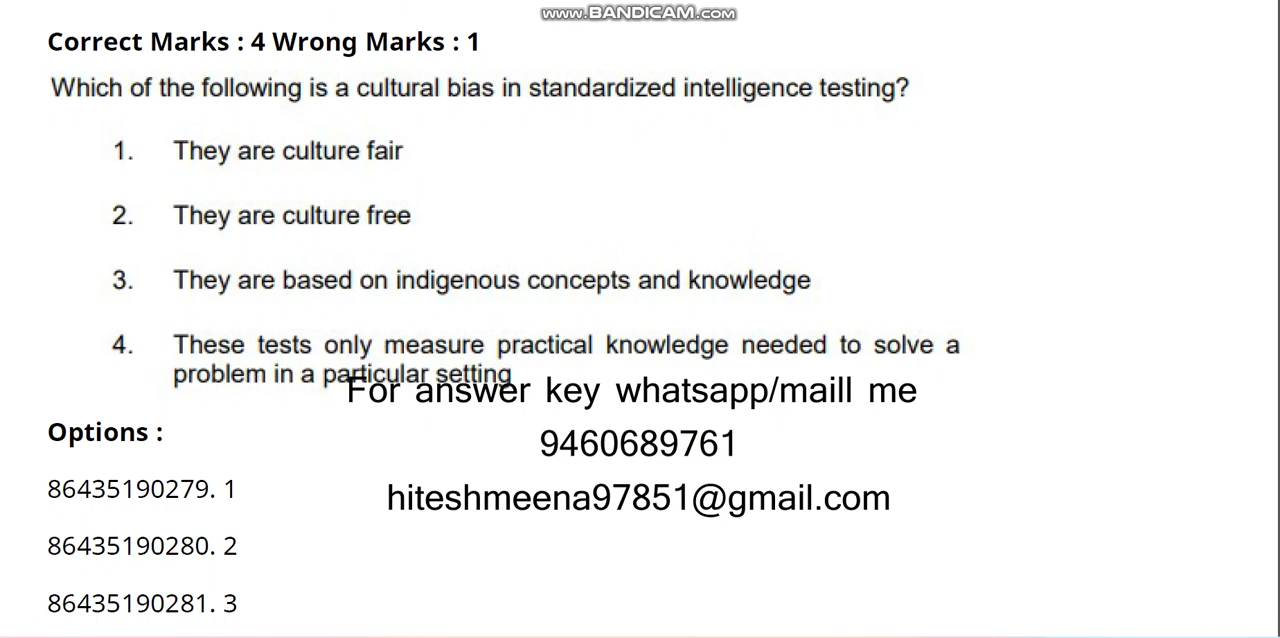 www.BANDICAM.com
Correct Marks : 4 Wrong Marks : 1
Which of the following is a cultural bias in standardized intelligence testing?
1. They are culture fair
2. They are culture free
3. They are based on indigenous concepts and knowledge
4. These tests only measure practical knowledge needed to solve a
problem in a particular setting
For answer key whatsapp/maill me
9460689761
hiteshmeena97851@gmail.com
Options :
86435190279. 1
86435190280. 2
86435190281. 3